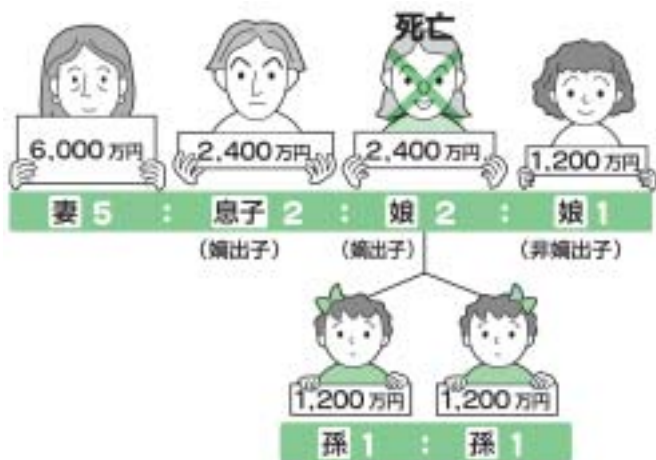 死亡
6,000万円
2,400万円
2,400万円
1,200万円
妻 5 : 息子 2 : 娘 2 : 娘 1
(嫡出子)
(嫡出子)
(非嫡出子)
1,200万円
1,200万円
孫 1 : 孫 1